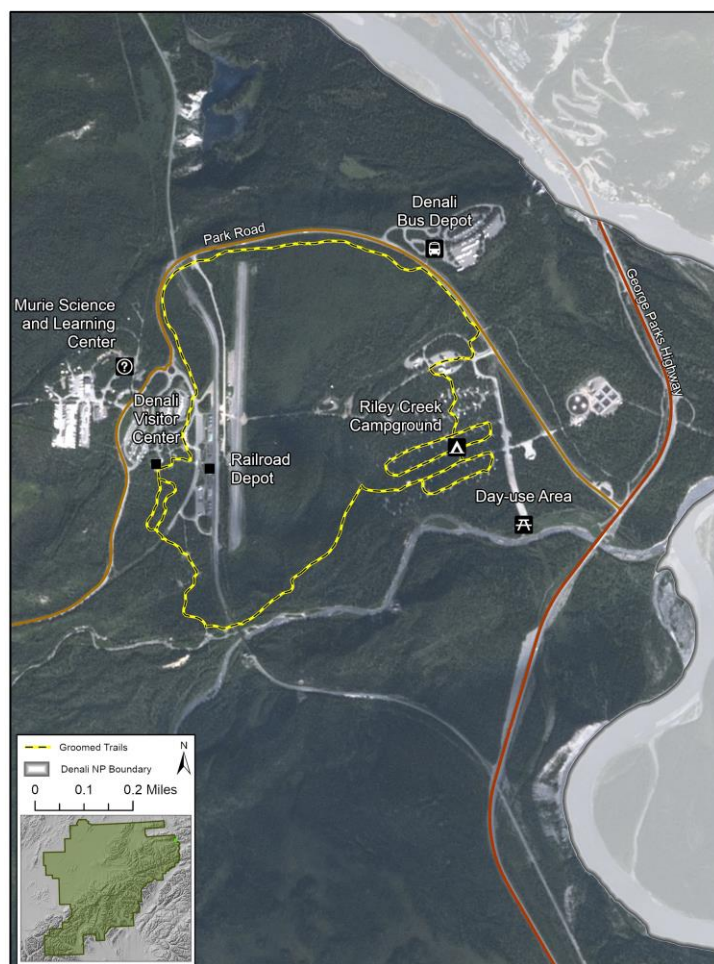 Denali
Bus Depot
Park Road
George Parks Highway
Murie Science
and Learning
Center
?
Denali
Visitor
Center
Riley Creek
Campground
Railroad
Depot
Day-use Area
Groomed Trails
N
Denali NP Boundary
0 0.1 0.2 Miles